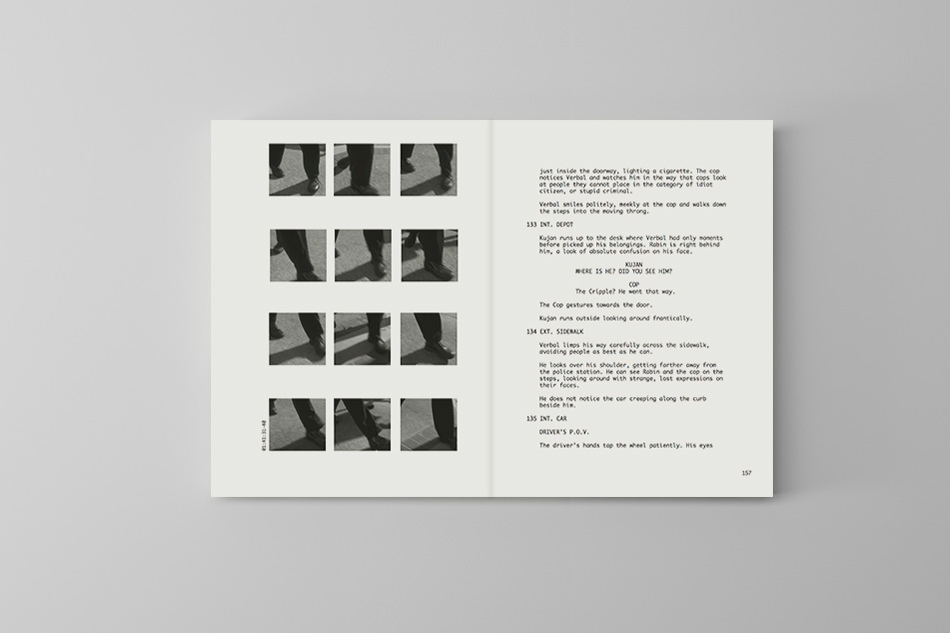 01:41:31-40
just inside the doorway, lighting a cigarette. The cop
notices Verbal and watches him in the way that cops look
at people they cannot place in the category of idiot
citizen, or stupid criminal.
Verbal smiles politely, meekly at the cop and walks down
the steps into the moving throng.
133 INT. DEPOT
Kujan runs up to the desk where Verbal had only moments
before picked up his belongings. Rabin is right behind
him, a look of absolute confusion on his face.
KUJAN
WHERE IS HE? DID YOU SEE HIM?
COP
The Cripple? He went that way.
The Cop gestures towards the door.
Kujan runs outside looking around frantically.
134 EXT. SIDEWALK
Verbal limps his way carefully across the sidewalk,
avoiding people as best as he can.
He looks over his shoulder, getting farther away from
the police station. He can see Rabin and the cop on the
steps, looking around with strange, lost expressions on
their faces.
He does not notice the car creeping along the curb
beside him.
135 INT. CAR
DRIVER'S P.O.V.
The driver's hands tap the wheel patiently. His eyes
157